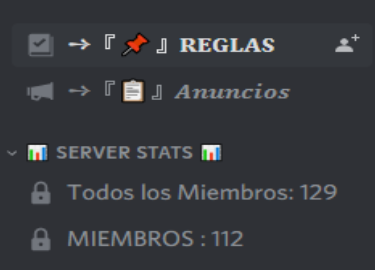 ➙『📌』REGLAS
➙『📋』Anuncios
📊 SERVER STATS 📊
Todos los Miembros: 129
MIEMBROS : 112